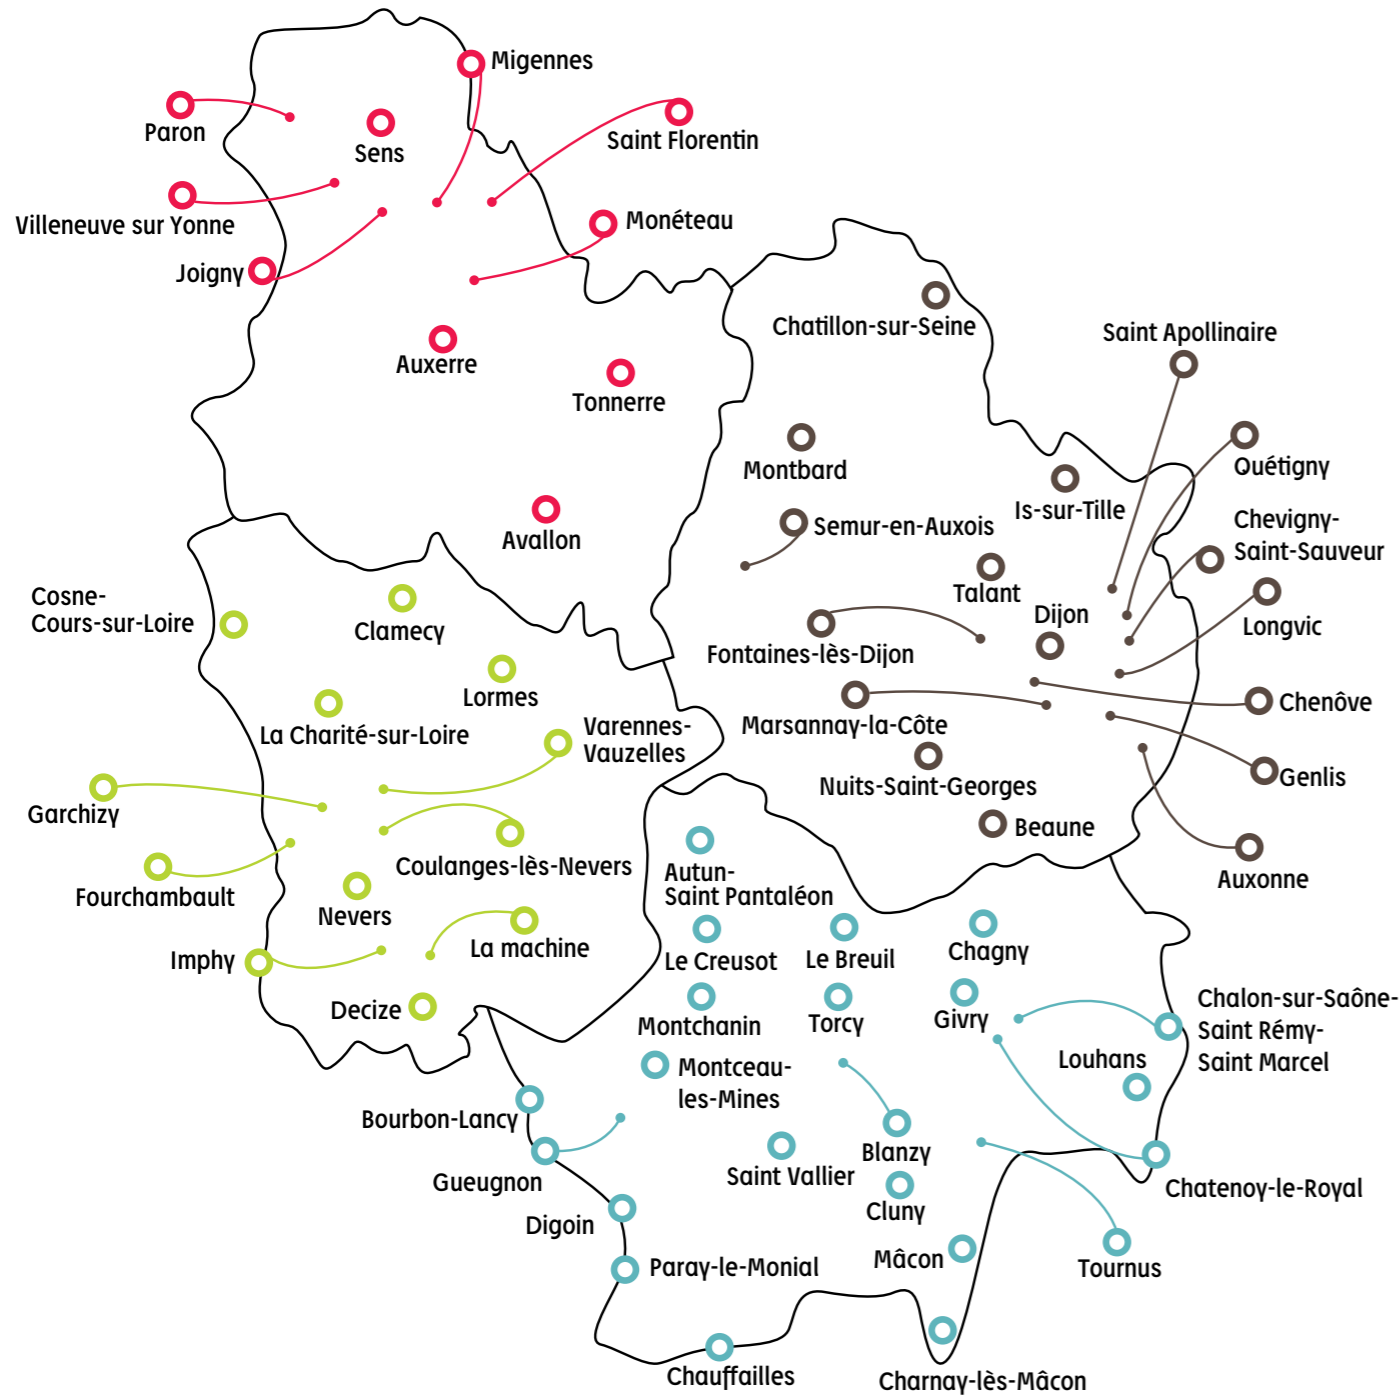 Migennes
Paron
Sens
Saint Florentin
Villeneuve sur Yonne
Monéteau
Joigny
Auxerre
Tonnerre
Avallon
Chatillon-sur-Seine
Saint Apollinaire
Montbard
Quétigny
Is-sur-Tille
Semur-en-Auxois
Chevigny-
Saint-Sauveur
Talant
Dijon
Longvic
Fontaines-lès-Dijon
Marsannay-la-Côte
Chenôve
Nuits-Saint-Georges
Genlis
Beaune
Auxonne
Cosne-
Cours-sur-Loire
Clamecy
Lormes
La Charité-sur-Loire
Varennes-
Vauzelles
Garchizy
Coulanges-lès-Nevers
Fourchambault
Nevers
La machine
Imphy
Decize
Autun-
Saint Pantaléon
Le Creusot
Le Breuil
Chagny
Montchanin
Torcy
Givry
Chalon-sur-Saône-
Saint Rémy-
Saint Marcel
Louhans
Montceau-
les-Mines
Bourbon-Lancy
Blanzy
Gueugnon
Saint Vallier
Chatenoy-le-Royal
Cluny
Digoin
Mâcon
Tournus
Paray-le-Monial
Chauffailles
Charnay-lès-Mâcon